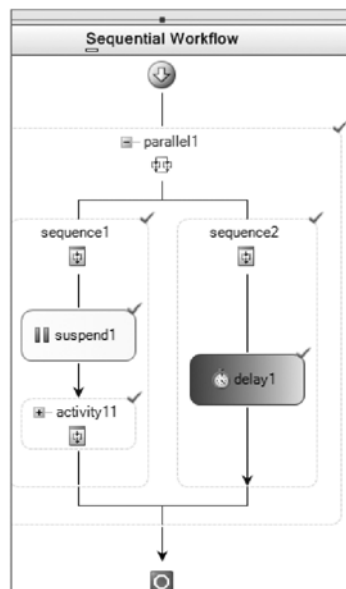 Sequential Workflow
parallel1
sequence1
sequence2
suspend1
delay1
activity11